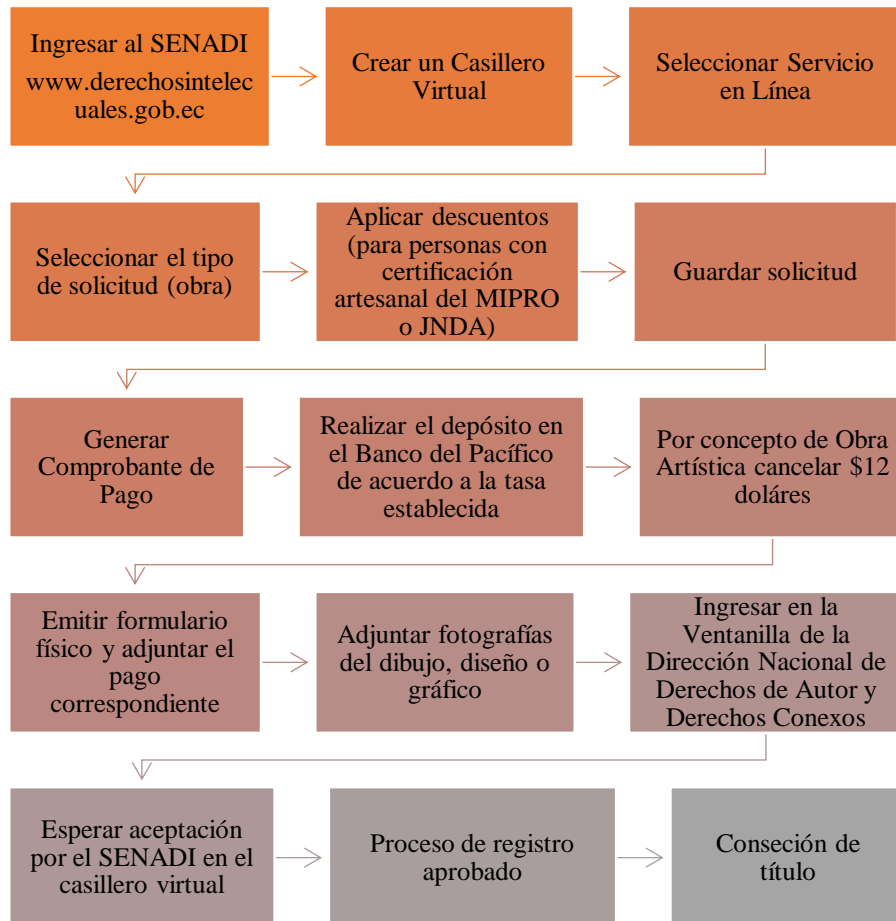 Ingresar al SENADI
www.derechosintelec
uales.gob.ec
Crear un Casillero
Virtual
Seleccionar Servicio
en Línea
Seleccionar el tipo
de solicitud (obra)
Aplicar descuentos
(para personas con
certificación
artesanal del MIPRO
o JNDA)
Guardar solicitud
Generar
Comprobante de
Pago
Realizar el depósito en
el Banco del Pacífico
de acuerdo a la tasa
establecida
Por concepto de Obra
Artística cancelar $12
doláres
Emitir formulario
físico y adjuntar el
pago
correspondiente
Adjuntar fotografías
del dibujo, diseño o
gráfico
Ingresar en la
Ventanilla de la
Dirección Nacional de
Derechos de Autor y
Derechos Conexos
Esperar aceptación
por el SENADI en el
casillero virtual
Proceso de registro
aprobado
Conseción de
título